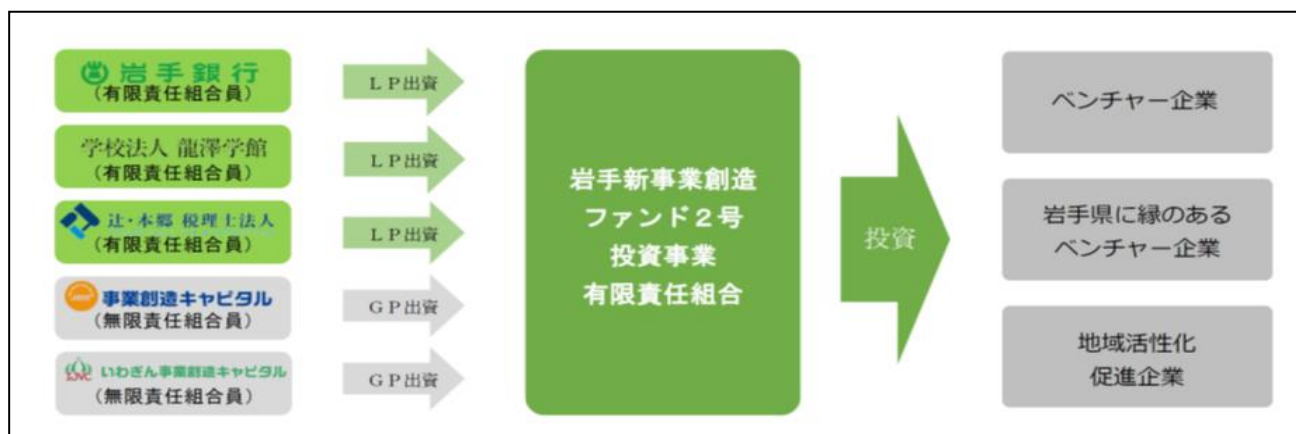 岩手銀行
(有限責任組合員)
LP出資
学校法人 龍澤学館
(有限責任組合員)
LP出資
辻・本郷 税理士法人
(有限責任組合員)
LP出資
事業創造キャピタル
(無限責任組合員)
GP出資
いわぎん事業創造キャピタル
(無限責任組合員)
GP出資
岩手新事業創造
ファンド2号
投資事業
有限責任組合
投資
ベンチャー企業
岩手県に縁のある
ベンチャー企業
地域活性化
促進企業